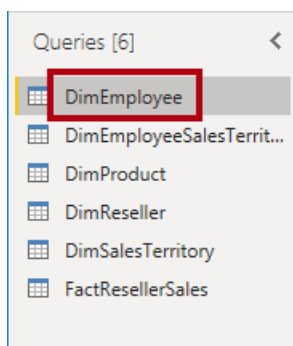 Queries [6]
DimEmployee
DimEmployeeSalesTerrit...
DimProduct
DimReseller
DimSalesTerritory
FactResellerSales